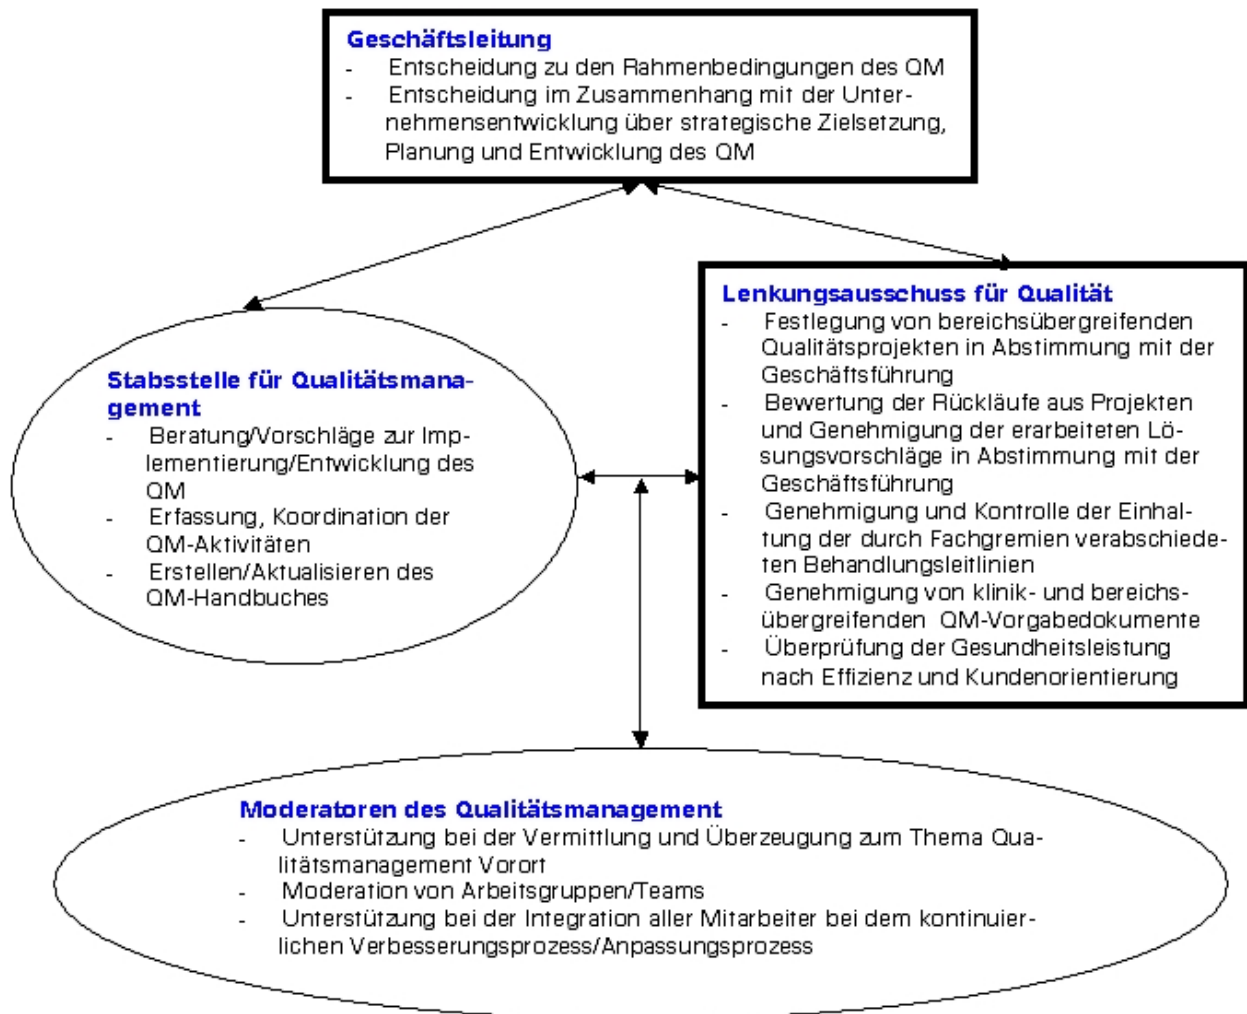 Geschäftsleitung
- Entscheidung zu den Rahmenbedingungen des QM
- Entscheidung im Zusammenhang mit der Unter-
nehmensentwicklung über strategische Zielsetzung,
Planung und Entwicklung des QM
Stabsstelle für Qualitätsmana-
gement
- Beratung/Vorschläge zur Imp-
lementierung/Entwicklung des
QM
- Erfassung, Koordination der
QM-Aktivitäten
- Erstellen/Aktualisieren des
QM-Handbuches
Lenkungsausschuss für Qualität
- Festlegung von bereichsübergreifenden
Qualitätsprojekten in Abstimmung mit der
Geschäftsführung
- Bewertung der Rückläufe aus Projekten
und Genehmigung der erarbeiteten Lö-
sungsvorschläge in Abstimmung mit der
Geschäftsführung
- Genehmigung und Kontrolle der Einhal-
tung der durch Fachgremien verabschiede-
ten Behandlungsleitlinien
- Genehmigung von klinik- und bereichs-
übergreifenden QM-Vorgabedokumente
- Überprüfung der Gesundheitsleistung
nach Effizienz und Kundenorientierung
Moderatoren des Qualitätsmanagement
- Unterstützung bei der Vermittlung und Überzeugung zum Thema Qua-
litätsmanagement Vorort
- Moderation von Arbeitsgruppen/Teams
- Unterstützung bei der Integration aller Mitarbeiter bei dem kontinuier-
lichen Verbesserungsprozess/Anpassungsprozess